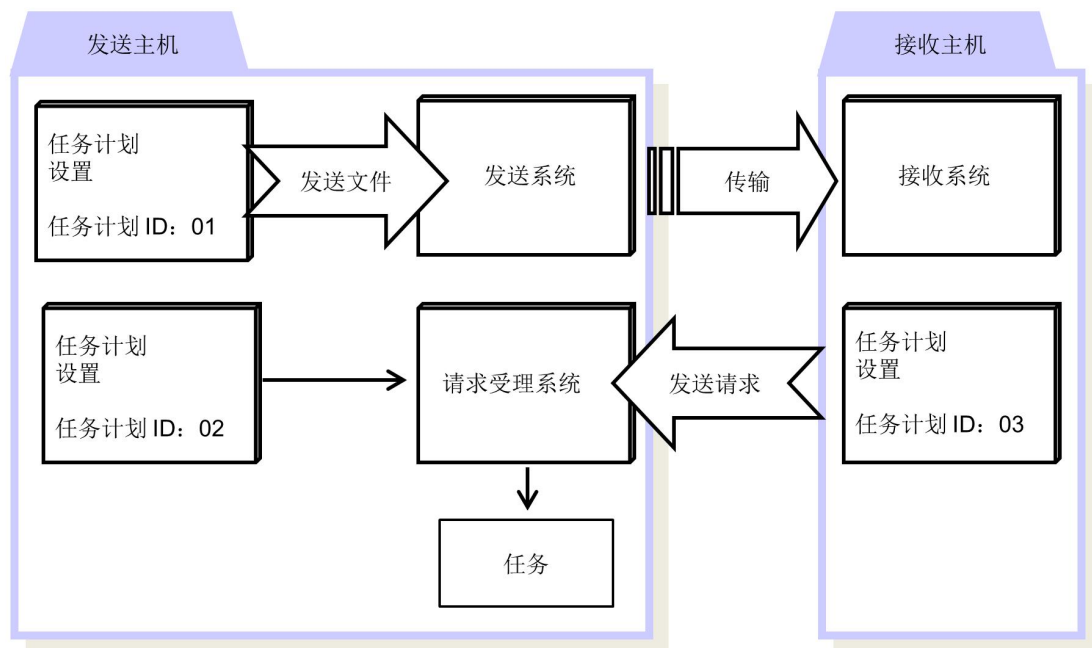 发送主机
接收主机
任务计划
设置
任务计划 ID：01
发送文件
发送系统
传输
接收系统
任务计划
设置
任务计划 ID：02
请求受理系统
发送请求
任务计划
设置
任务计划 ID：03
任务